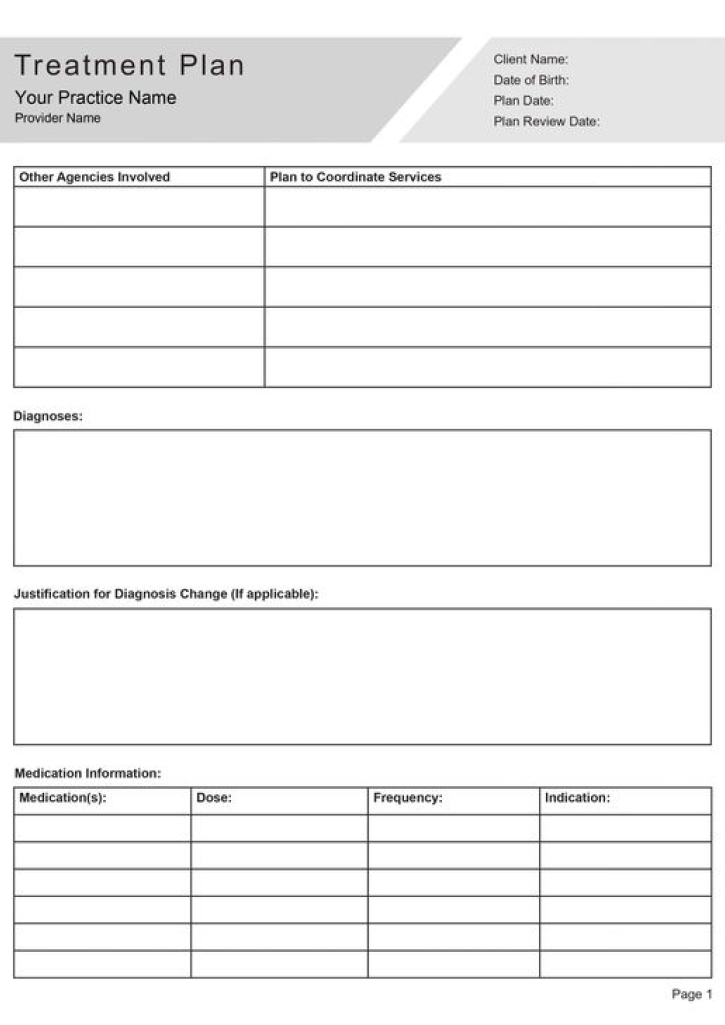 Treatment Plan
Your Practice Name
Provider Name
Client Name:
Date of Birth:
Plan Date:
Plan Review Date:
Other Agencies Involved Plan to Coordinate Services
Diagnoses:
Justification for Diagnosis Change (If applicable):
Medication Information:
Medication(s): Dose: Frequency: Indication:
Page 1